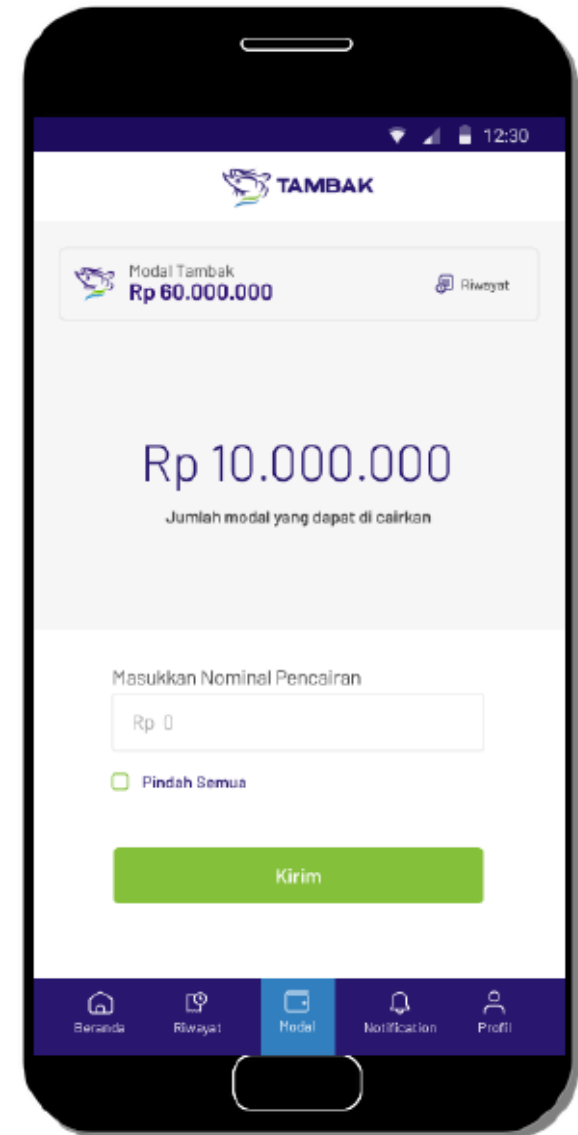 12:30
TAMBAK
Modal Tambak
Rp 60.000.000
Riwayat
Rp 10.000.000
Jumlah modal yang dapat di cairkan
Masukkan Nominal Pencairan
Rp 0
Pindah Semua
Kirim
Beranda Riwayat Modal Notification Profil